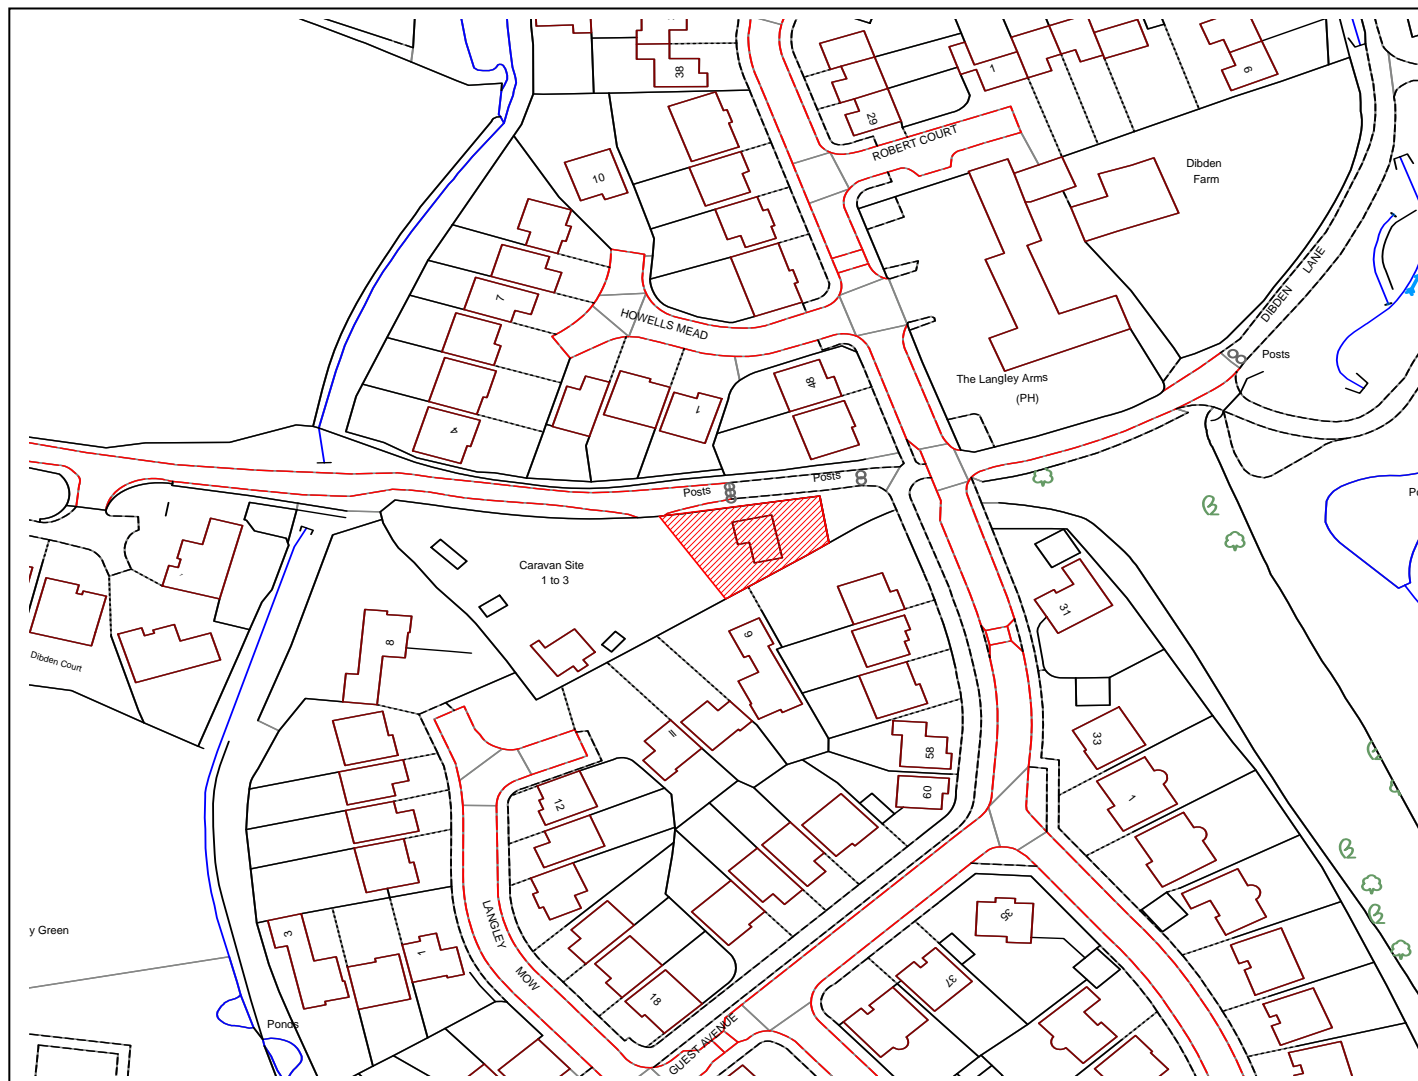 38
1
6
29
ROBERT COURT
Dibden
Farm
10
LANE
DIBDEN
7
HOWELLS MEAD
Posts
The Langley Arms
(PH)
48
1
4
Posts
Posts
Caravan Site
1 to 3
31
8
9
Dibden Court
11
33
58
60
12
1
LANGLEY
MOW
35
3
1
37
18
y Green
Ponds
GUEST AVENUE